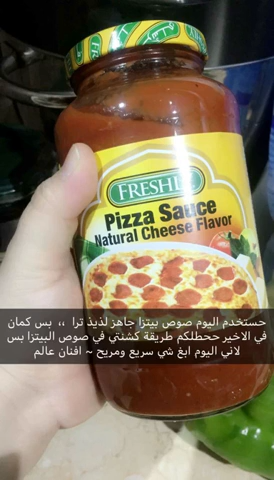 FRESHLY
Pizza Sauce
Natural Cheese Flavor
حستخدم اليوم صوص بيتزا جاهز لذيذ ترا ،، بس كمان
في الاخير ححطلكم طريقة كشنتي في صوص البيتزا بس
لاني اليوم ابغ شي سريع ومريح ~ افنان عالم